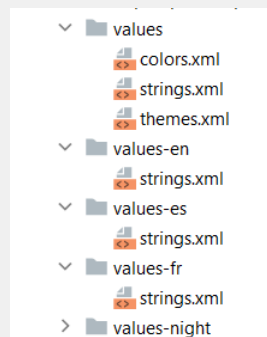 values
colors.xml
strings.xml
themes.xml
values-en
strings.xml
values-es
strings.xml
values-fr
strings.xml
values-night